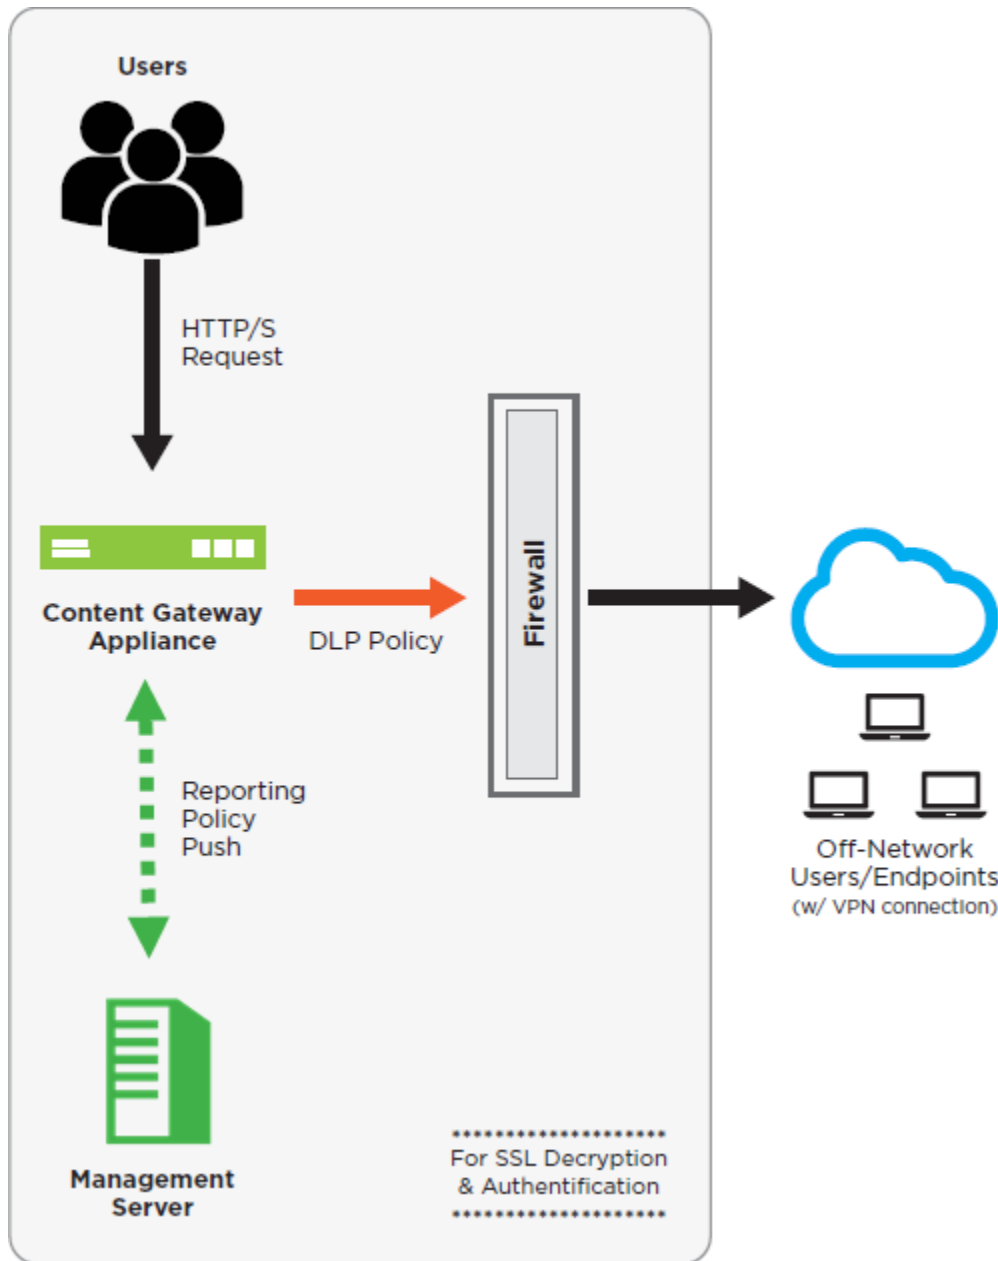 Users
HTTP/S
Request
Content Gateway
Appliance
DLP Policy
Firewall
Reporting
Policy
Push
Off-Network
Users/Endpoints
(w/ VPN connection)
Management
Server
********************
For SSL Decryption
& Authentification
********************